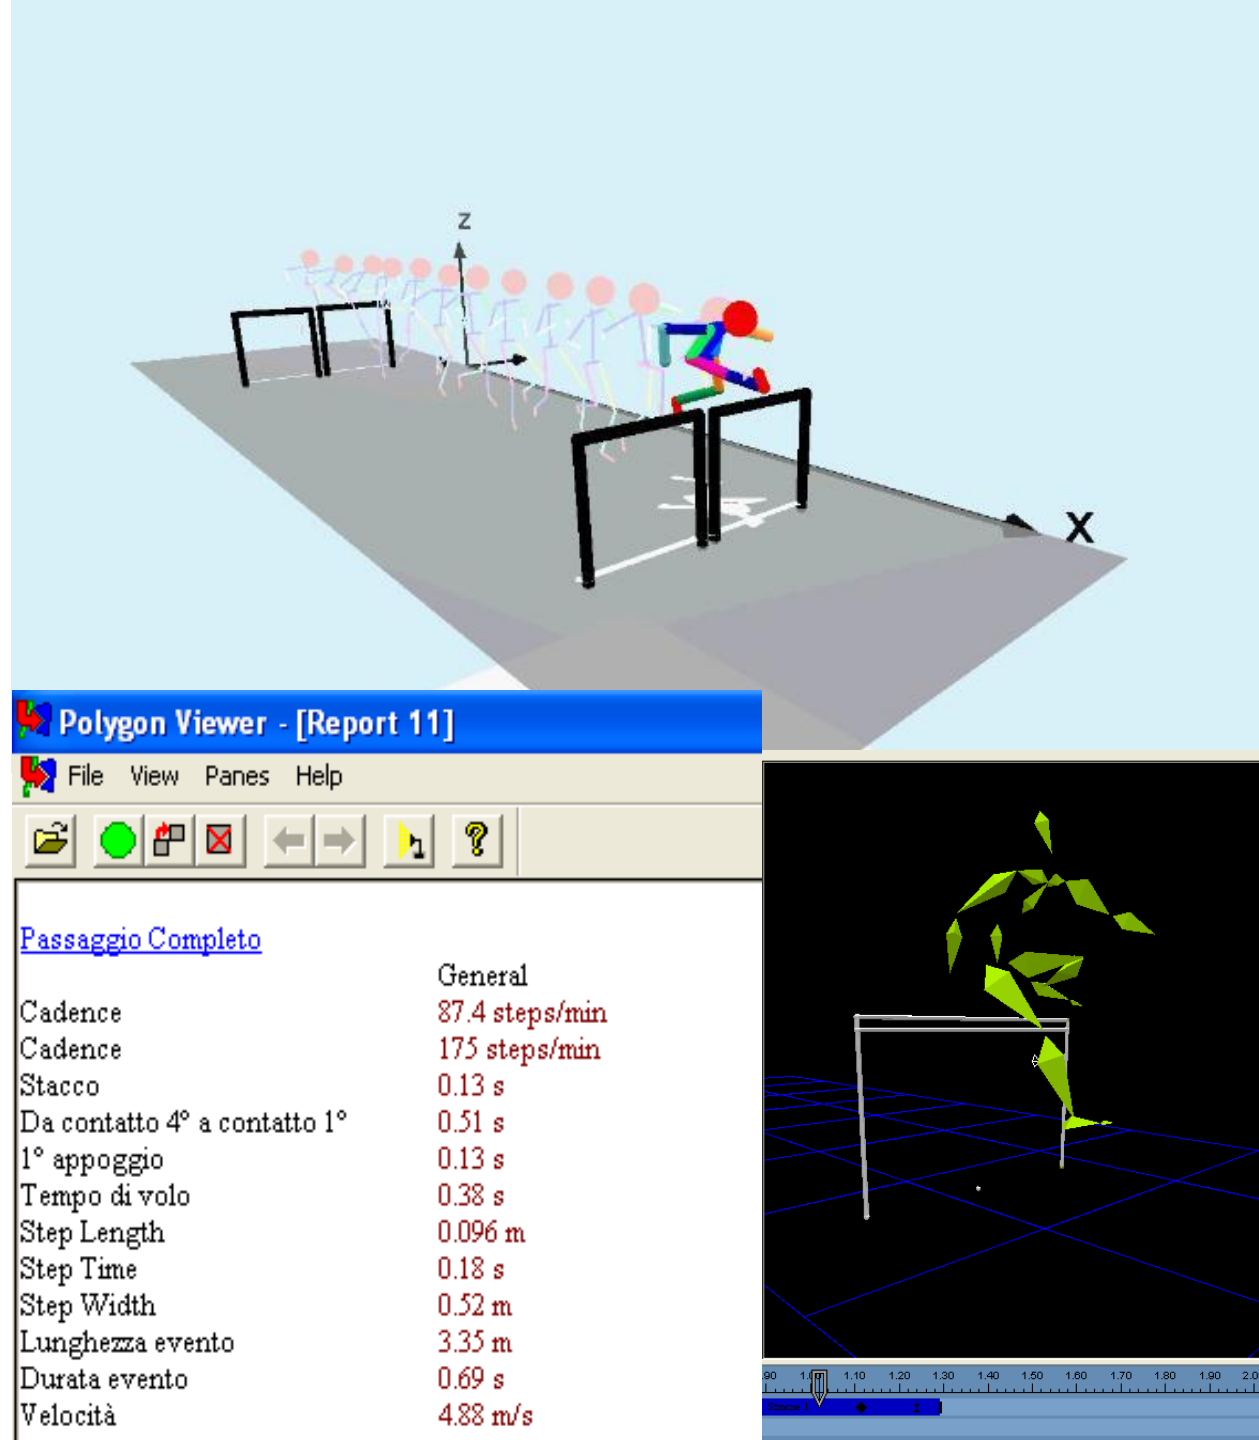 Z
X
Polygon Viewer - [Report 11]
File View Panes Help
Passaggio Completo
General
Cadence 87.4 steps/min
Cadence 175 steps/min
Stacco 0.13 s
Da contatto 4° a contatto 1° 0.51 s
1° appoggio 0.13 s
Tempo di volo 0.38 s
Step Length 0.096 m
Step Time 0.18 s
Step Width 0.52 m
Lunghezza evento 3.35 m
Durata evento 0.69 s
Velocità 4.88 m/s
.90 1.10 1.20 1.30 1.40 1.50 1.60 1.70 1.80 1.90 2.0